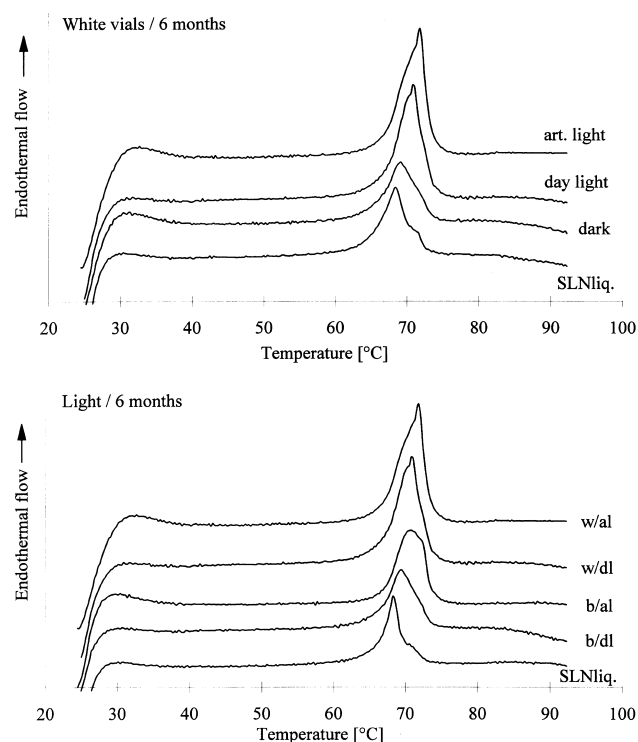 White vials / 6 months
Endothermal flow
art. light
day light
dark
SLNliq.
20 30 40 50 60 70 80 90 100
Temperature [°C]
Light / 6 months
Endothermal flow
w/al
w/dl
b/al
b/dl
SLNliq.
20 30 40 50 60 70 80 90 100
Temperature [°C]